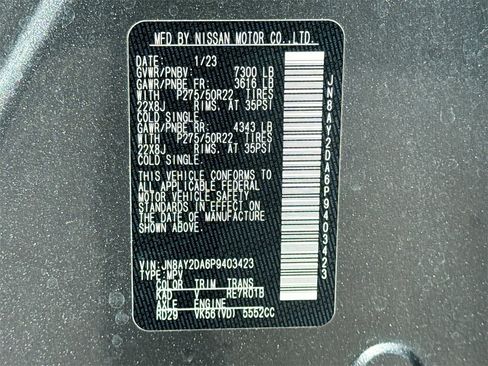 MFD BY NISSAN MOTOR CO.,LTD.
DATE: 1/23
GVWR/PNBV: 7300 LB
GAWR/PNBE FR: 3616 LB
WITH P275/50R22 TIRES
22X8J RIMS. AT 35PSI
COLD SINGLE.
GAWR/PNBE RR: 4343 LB
WITH P275/50R22 TIRES
22X8J RIMS. AT 35PSI
COLD SINGLE.
THIS VEHICLE CONFORMS TO
ALL APPLICABLE FEDERAL
MOTOR VEHICLE SAFETY
STANDARDS IN EFFECT ON
THE DATE OF MANUFACTURE
SHOWN ABOVE.
VIN: JN8AY2DA6P9403423
TYPE:MPV
COLOR TRIM TRANS
KAD V RE7R01B
AXLE ENGINE
RD29 VK56(VD) 5552CC
JN8AY2DA6P9403423